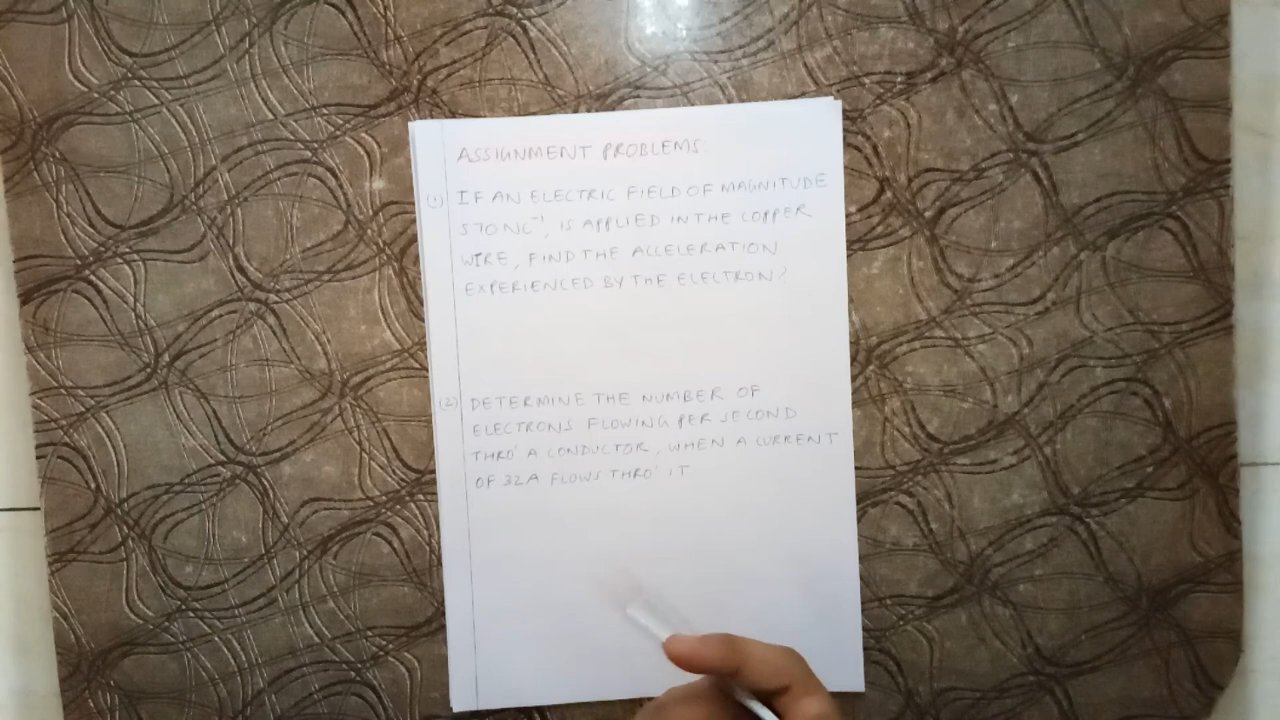 ASSIGNMENT PROBLEMS:
(1) IF AN ELECTRIC FIELD OF MAGNITUDE
570 NC⁻¹, IS APPLIED IN THE COPPER
WIRE, FIND THE ACCELERATION
EXPERIENCED BY THE ELECTRON?
(2) DETERMINE THE NUMBER OF
ELECTRONS FLOWING PER SECOND
THRO' A CONDUCTOR, WHEN A CURRENT
OF 32A FLOWS THRO' IT